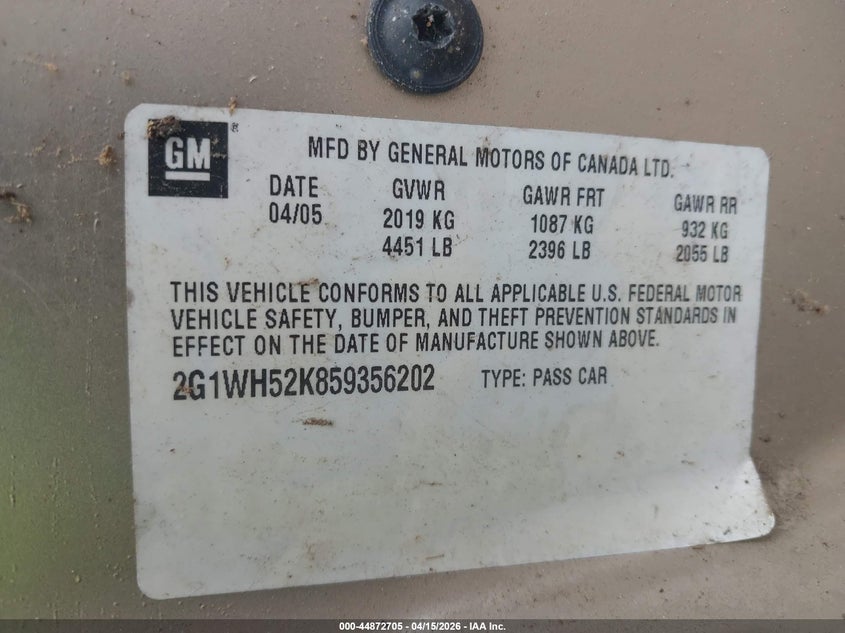 GM ®
MFD BY GENERAL MOTORS OF CANADA LTD.
DATE GVWR GAWR FRT GAWR RR
04/05 2019 KG 1087 KG 932 KG
4451 LB 2396 LB 2055 LB
THIS VEHICLE CONFORMS TO ALL APPLICABLE U.S. FEDERAL MOTOR
VEHICLE SAFETY, BUMPER, AND THEFT PREVENTION STANDARDS IN
EFFECT ON THE DATE OF MANUFACTURE SHOWN ABOVE.
2G1WH52K859356202 TYPE: PASS CAR
000-44872705 - 04/15/2026 - IAA Inc.